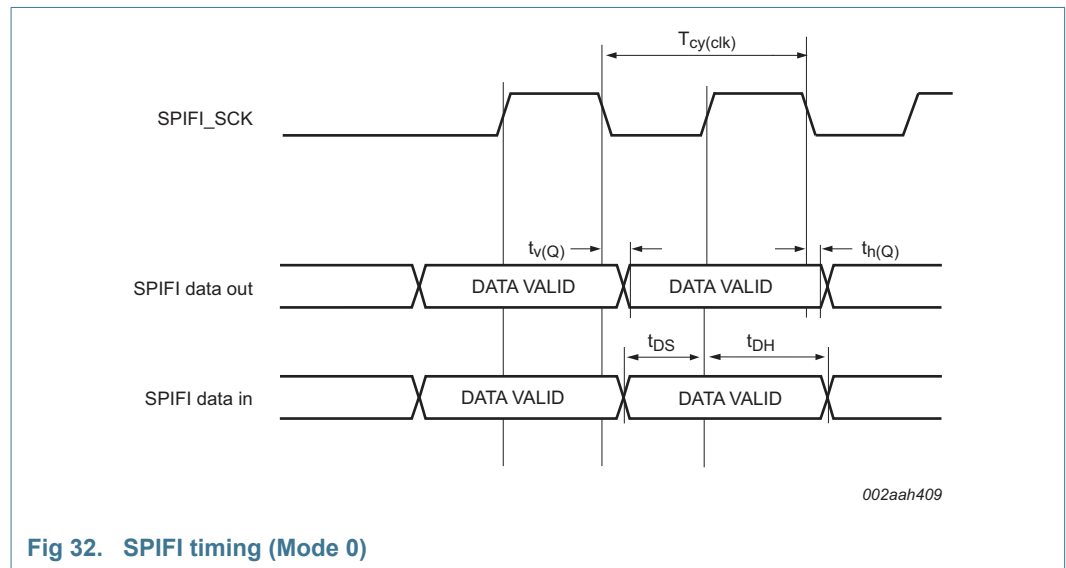 Tcy(clk)
SPIFI_SCK
tv(Q)
th(Q)
SPIFI data out
DATA VALID
DATA VALID
tDS
tDH
SPIFI data in
DATA VALID
DATA VALID
002aah409
Fig 32. SPIFI timing (Mode 0)